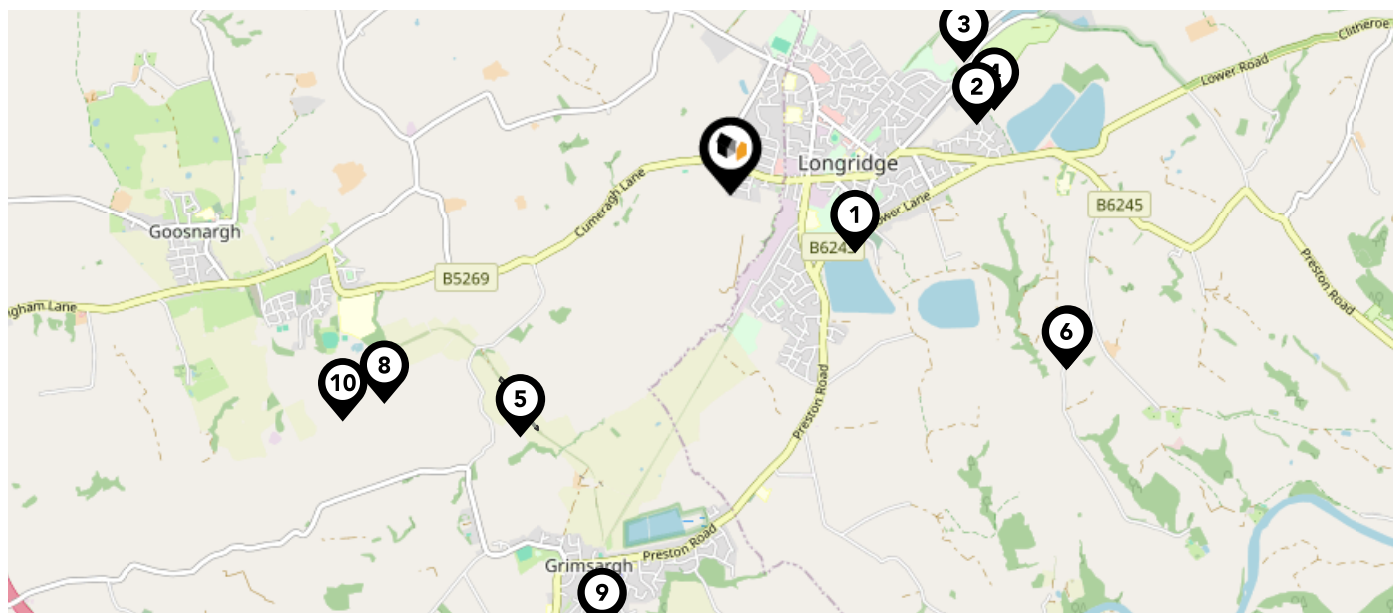 3
4
2
Clitheroe
Lower Road
Longridge
Cumeragh Lane
1
Lower Lane
B6245
Goosnargh
B5269
gham Lane
Preston Road
6
8
10
5
Preston Road
Preston Road
Grimsargh
9